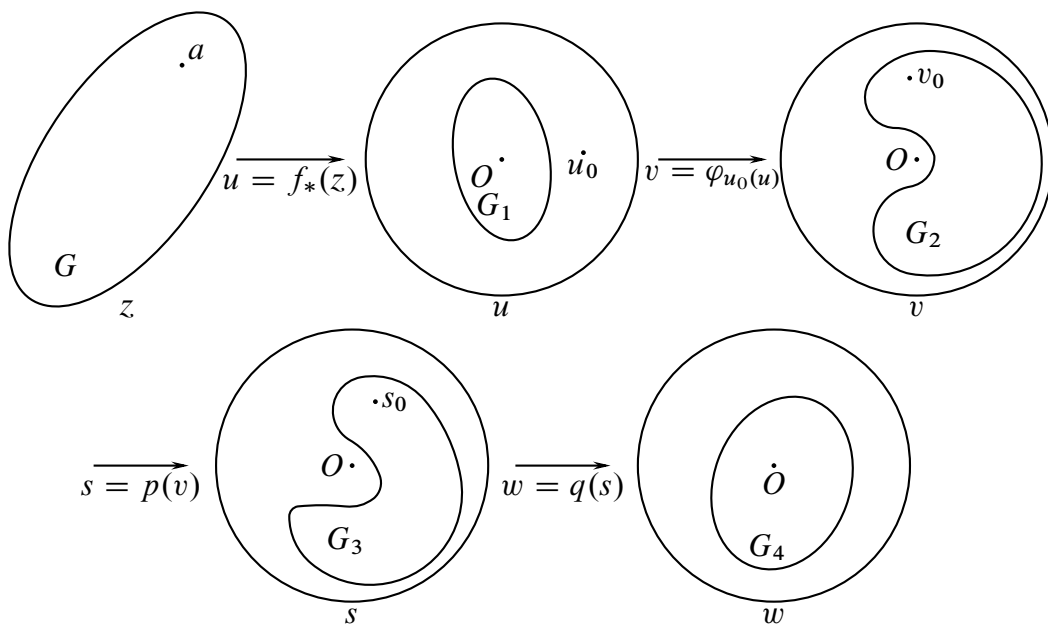 a
G
z
u = f_*(z)
O
G_1
u_0
u
v = φ_{u_0(u)}
v_0
O
G_2
v
s = p(v)
s_0
O
G_3
s
w = q(s)
O
G_4
w